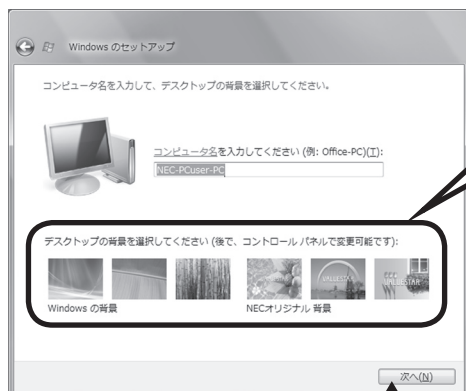 Windows のセットアップ
コンピュータ名を入力して、デスクトップの背景を選択してください。
コンピュータ名を入力してください (例: Office-PC)(T):
NEC-PCuser-PC
デスクトップの背景を選択してください (後で、コントロール パネルで変更可能です):
VALUESTAR
VALUESTAR
Windows の背景
NECオリジナル 背景
次へ(N)